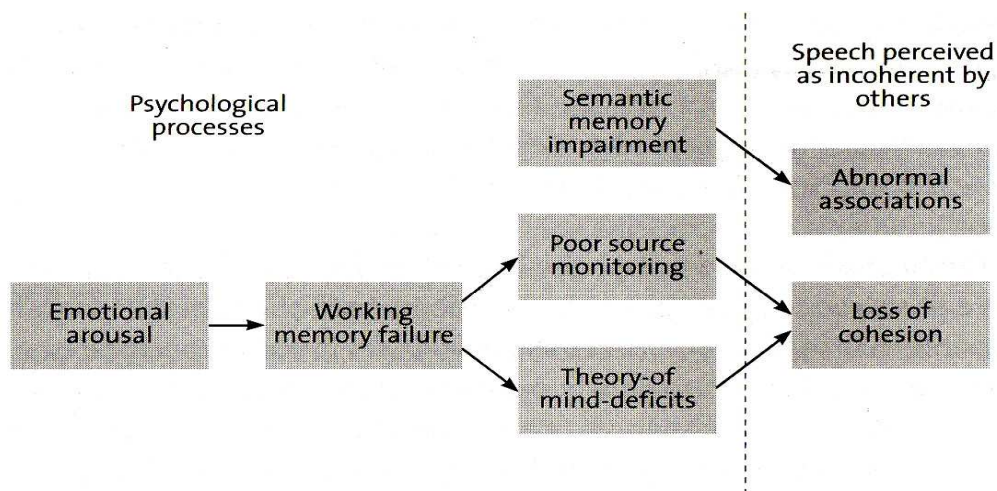 Psychological
processes
Speech perceived
as incoherent by
others
Semantic
memory
impairment
Abnormal
associations
Poor source
monitoring
Emotional
arousal
Working
memory failure
Loss of
cohesion
Theory-of
mind-deficits